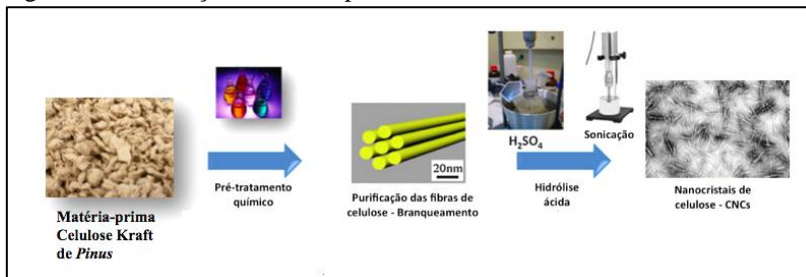 Matéria-prima
Celulose Kraft
de Pinus
Pré-tratamento
químico
20nm
Purificação das fibras de
celulose - Branqueamento
H₂SO₄
Sonicação
Hidrólise
ácida
Nanocristais de
celulose - CNCs